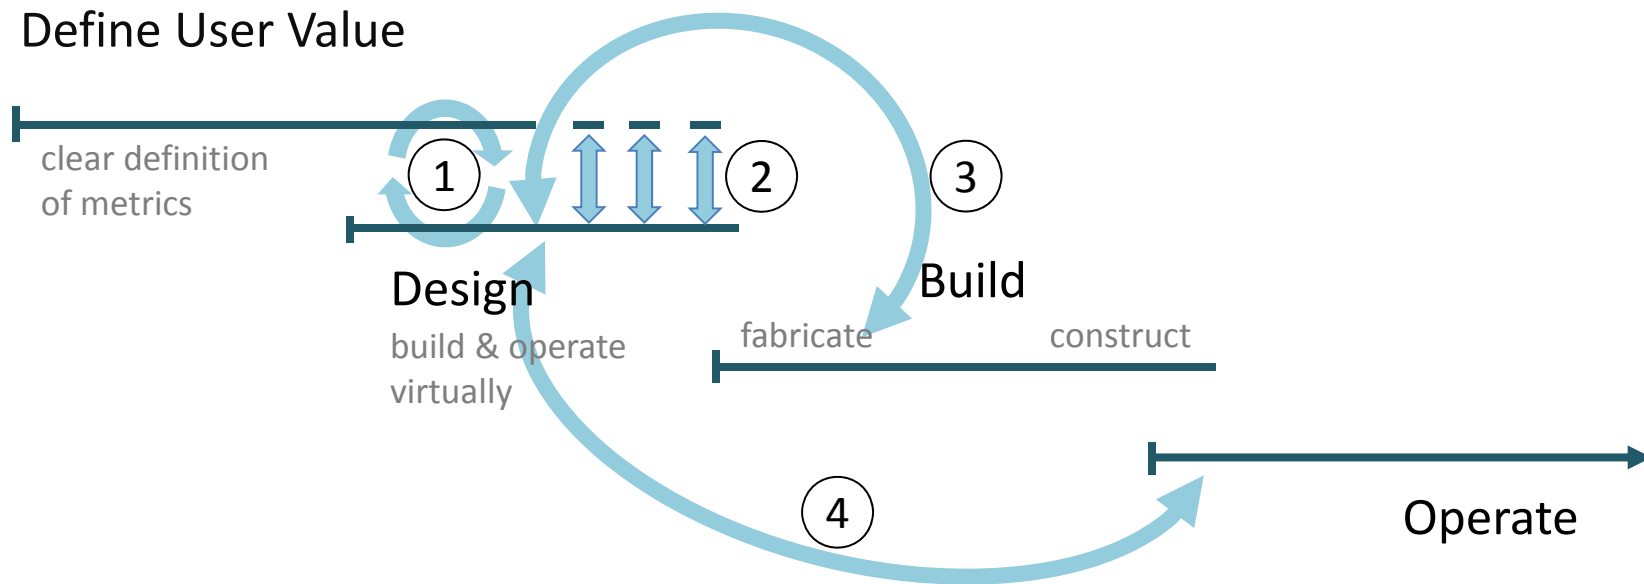 Define User Value
clear definition
of metrics
1
2
3
Design
build & operate
virtually
Build
fabricate
construct
4
Operate